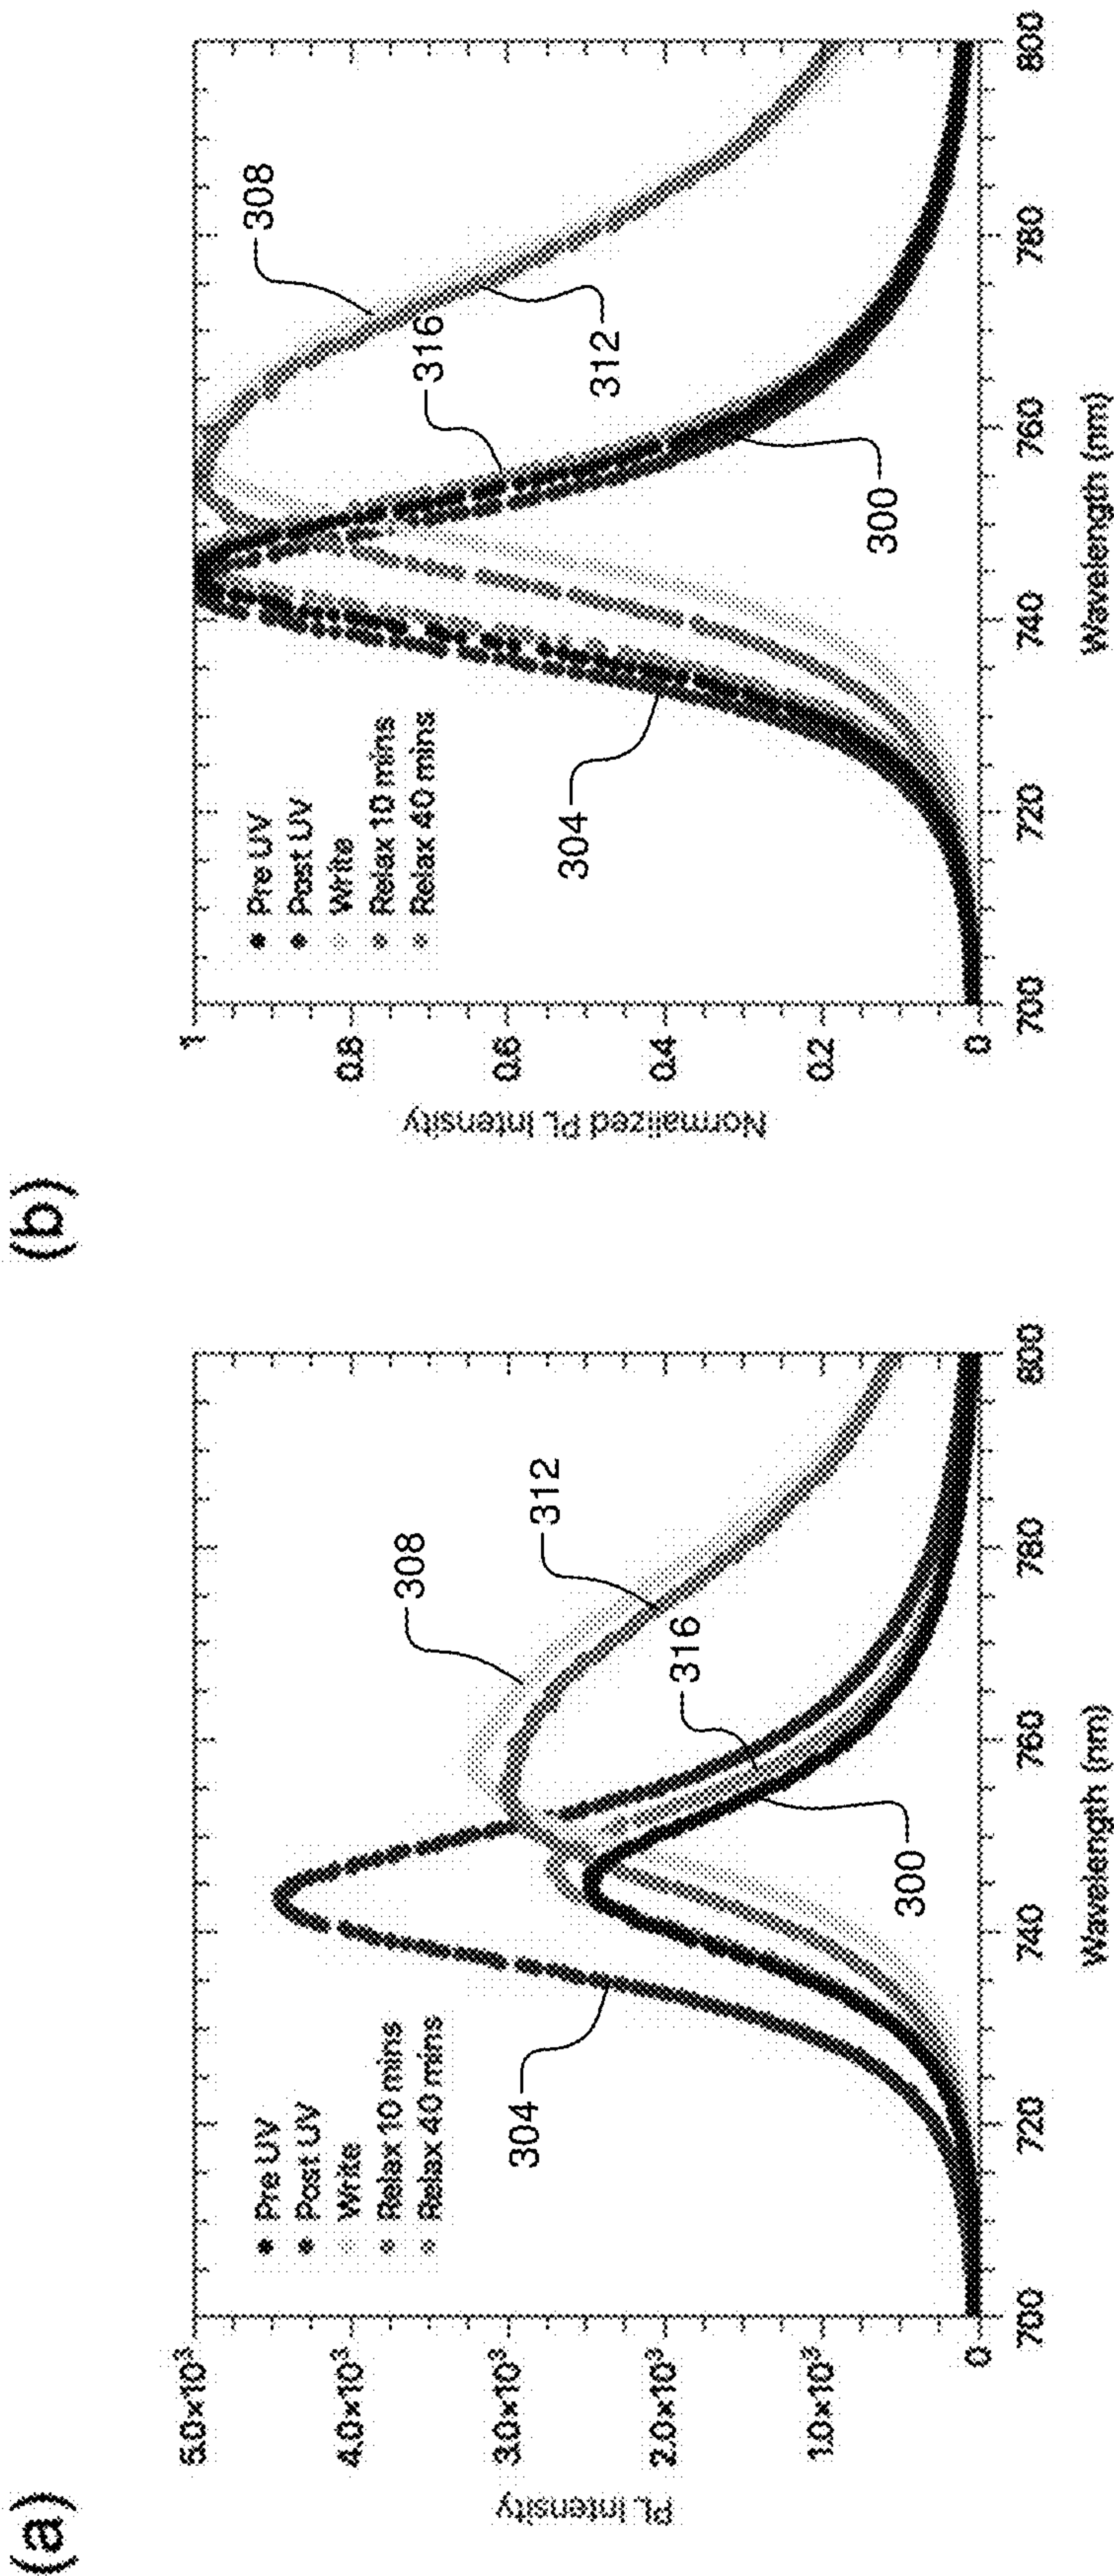 (a)
PL Intensity
5.0×10³
4.0×10³
3.0×10³
2.0×10³
1.0×10³
0
Pre UV
Post UV
Write
Relax 10 mins
Relax 40 mins
304
308
312
316
300
700
720
740
760
780
800
Wavelength (nm)
(b)
Normalized PL Intensity
1
0.8
0.6
0.4
0.2
0
Pre UV
Post UV
Write
Relax 10 mins
Relax 40 mins
304
308
316
312
300
700
720
740
760
780
800
Wavelength (nm)